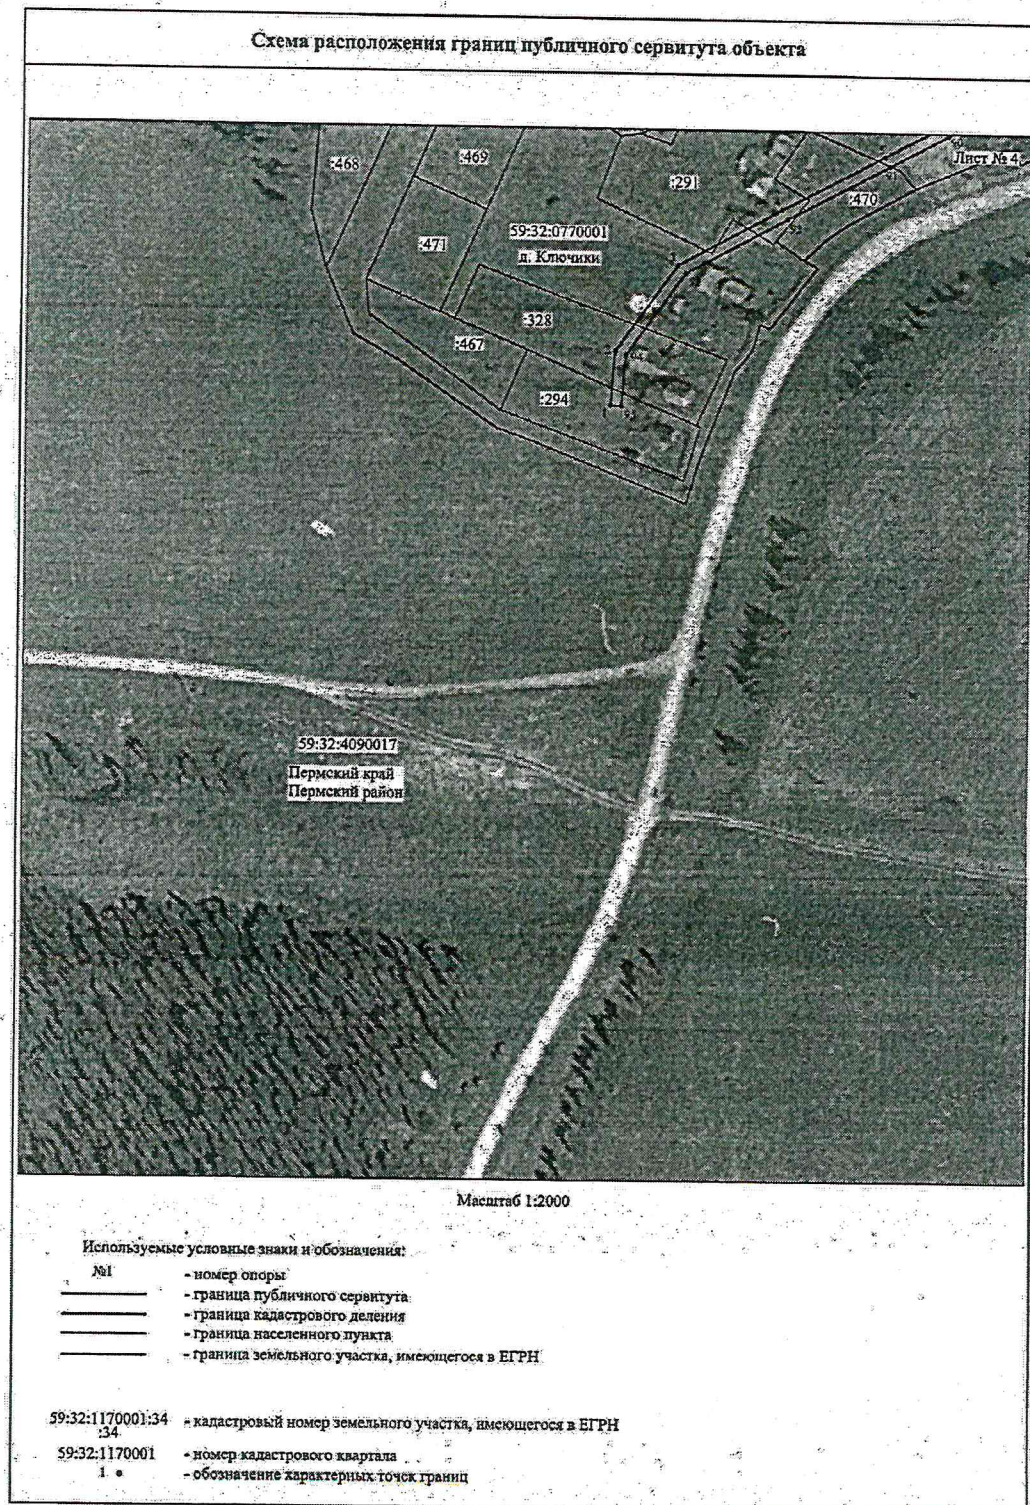 Схема расположения границ публичного сервитута объекта
Лист № 4
:468
:469
:291
:470
59:32:0770001
:471
д. Ключики
3
:328
:467
:294
1
59:32:4090017
Пермский край
Пермский район
Масштаб 1:2000
Используемые условные знаки и обозначения:
№1 - номер опоры
- граница публичного сервитута
- граница кадастрового деления
- граница населенного пункта
- граница земельного участка, имеющегося в ЕГРН
59:32:1170001:34 - кадастровый номер земельного участка, имеющегося в ЕГРН
:34
59:32:1170001 - номер кадастрового квартала
1 - обозначение характерных точек границ